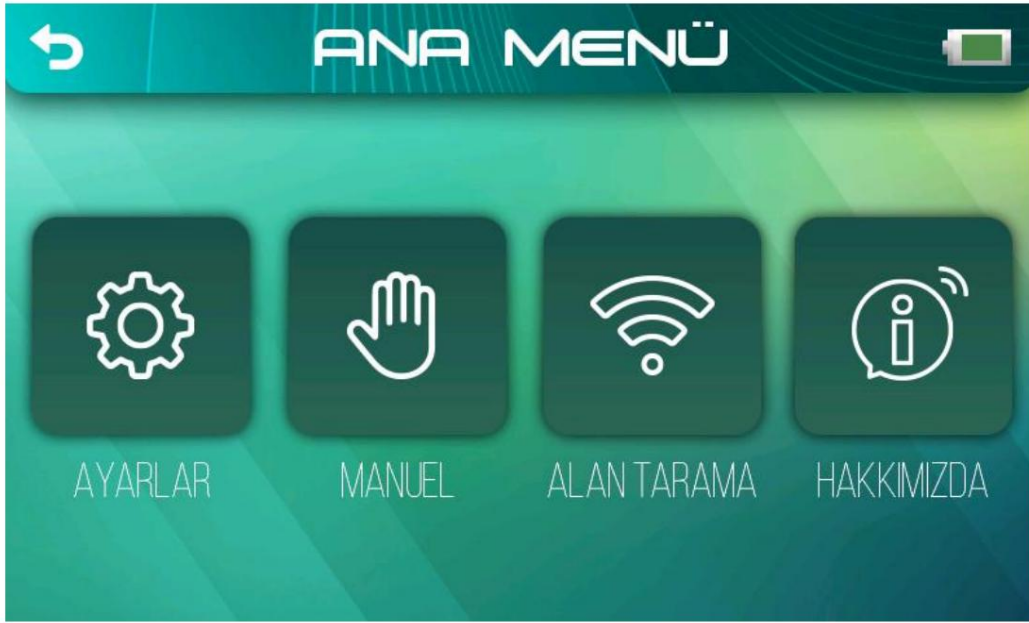 ANA MENÜ
AYARLAR
MANUEL
ALAN TARAMA
HAKKIMIZDA